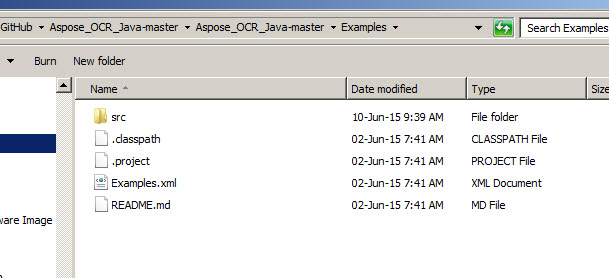 GitHub Aspose_OCR_Java-master Aspose_OCR_Java-master Examples Search Examples
Burn New folder
Name Date modified Type Size
src 10-Jun-15 9:39 AM File folder
.classpath 02-Jun-15 7:41 AM CLASSPATH File
.project 02-Jun-15 7:41 AM PROJECT File
Examples.xml 02-Jun-15 7:41 AM XML Document
README.md 02-Jun-15 7:41 AM MD File
ware Image